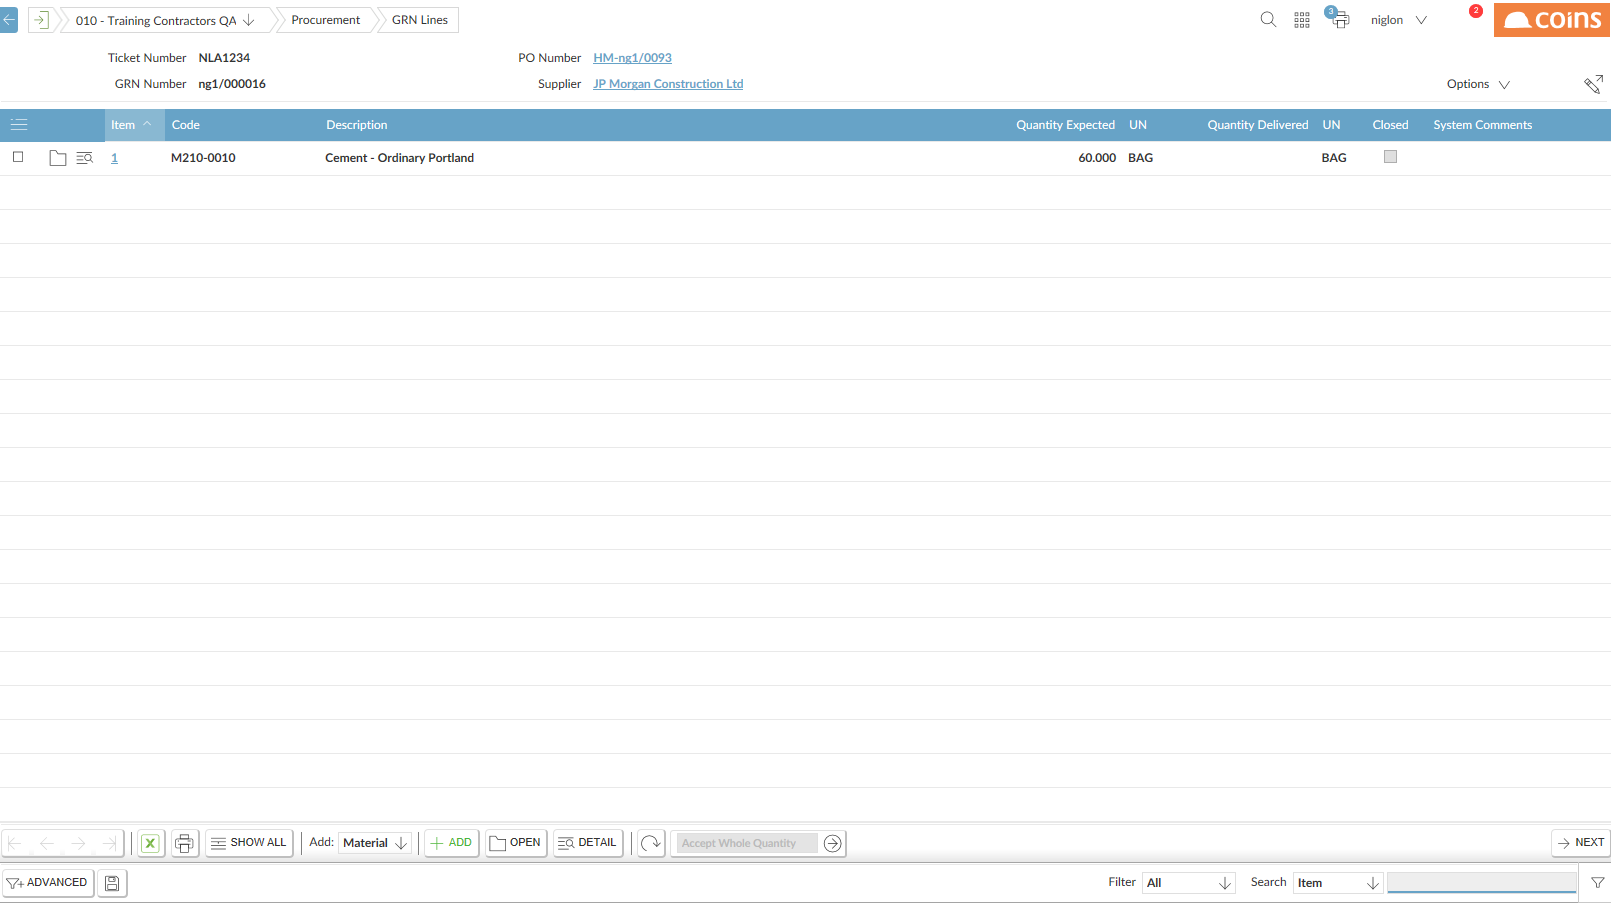 010 - Training Contractors QA Procurement GRN Lines 3 niglon 2 coins
Ticket Number NLA1234 PO Number HM-ng1/0093
GRN Number ng1/000016 Supplier JP Morgan Construction Ltd Options
Item Code Description Quantity Expected UN Quantity Delivered UN Closed System Comments
1 M210-0010 Cement - Ordinary Portland 60.000 BAG BAG
X SHOW ALL Add: Material + ADD OPEN DETAIL Accept Whole Quantity NEXT
ADVANCED Filter All Search Item